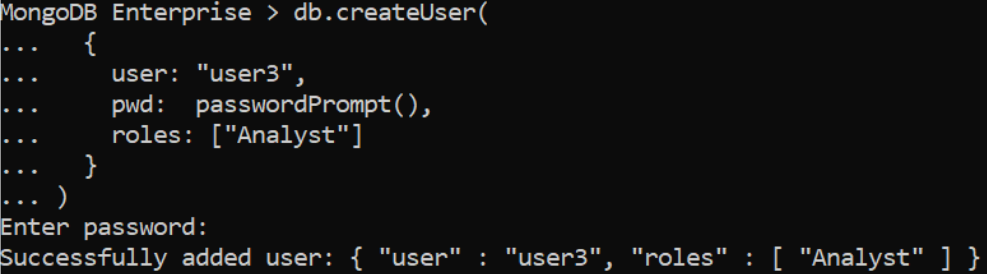 MongoDB Enterprise > db.createUser(
...   {
...     user: "user3",
...     pwd:  passwordPrompt(),
...     roles: ["Analyst"]
...   }
... )
Enter password:
Successfully added user: { "user" : "user3", "roles" : [ "Analyst" ] }